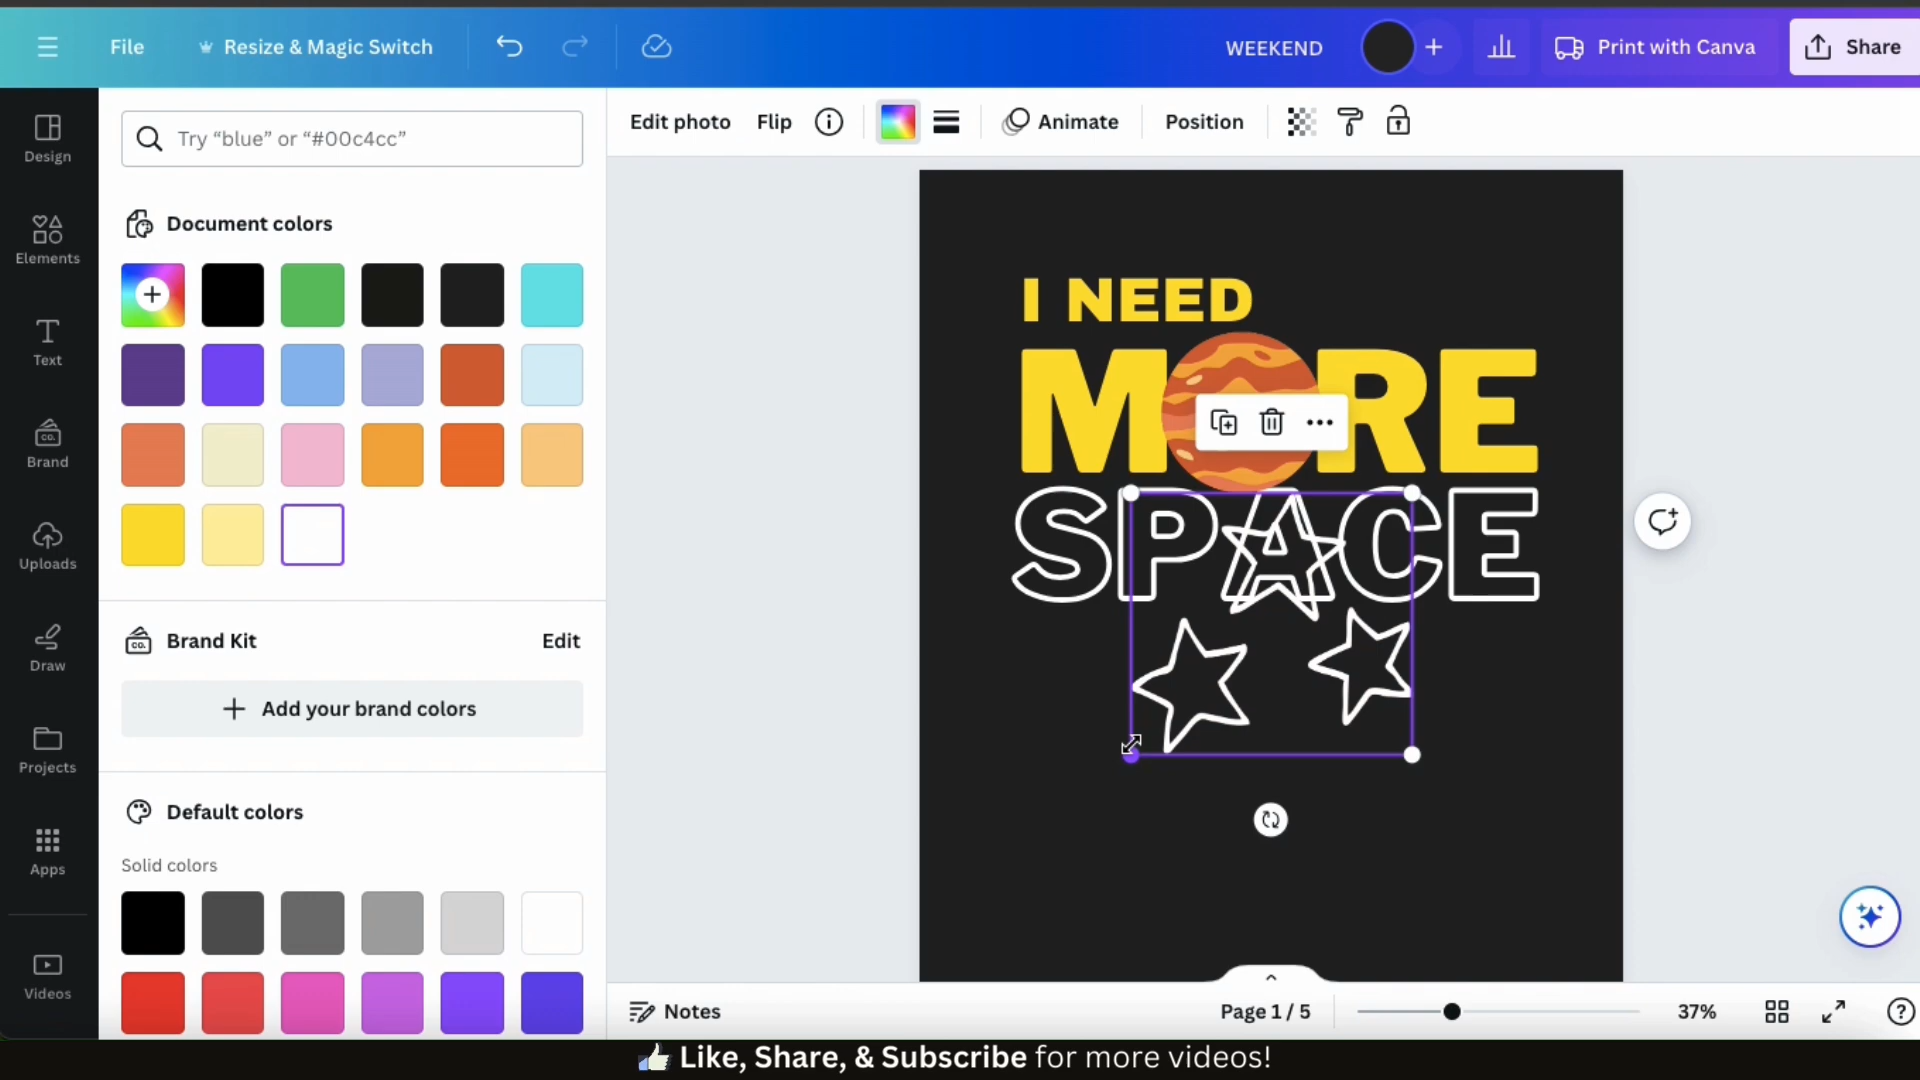 File
Resize & Magic Switch
WEEKEND
Print with Canva
Share
Design
Elements
Text
Brand
CO.
Uploads
Draw
Projects
Apps
Videos
Try “blue” or “#00c4cc”
Document colors
Brand Kit
CO.
Edit
Add your brand colors
Default colors
Solid colors
Edit photo
Flip
Animate
Position
I NEED
MORE
SPACE
Notes
Page 1 / 5
37%
Like, Share, & Subscribe for more videos!